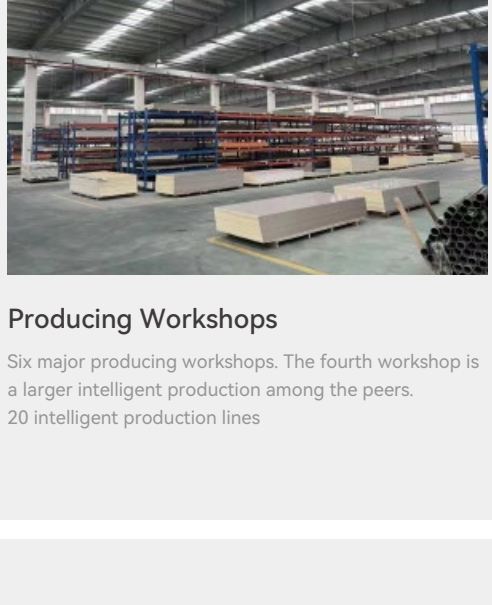 Producing Workshops
Six major producing workshops. The fourth workshop is
a larger intelligent production among the peers.
20 intelligent production lines